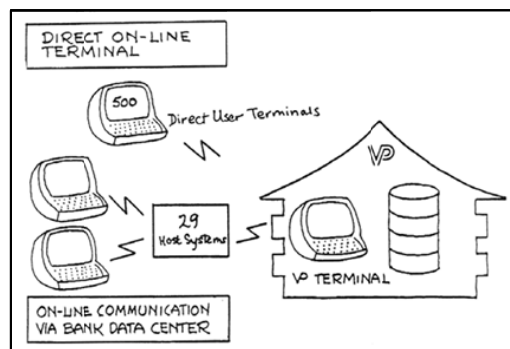 DIRECT ON-LINE
TERMINAL
500
Direct User Terminals
VP
29
Host Systems
VP TERMINAL
ON-LINE COMMUNICATION
VIA BANK DATA CENTER